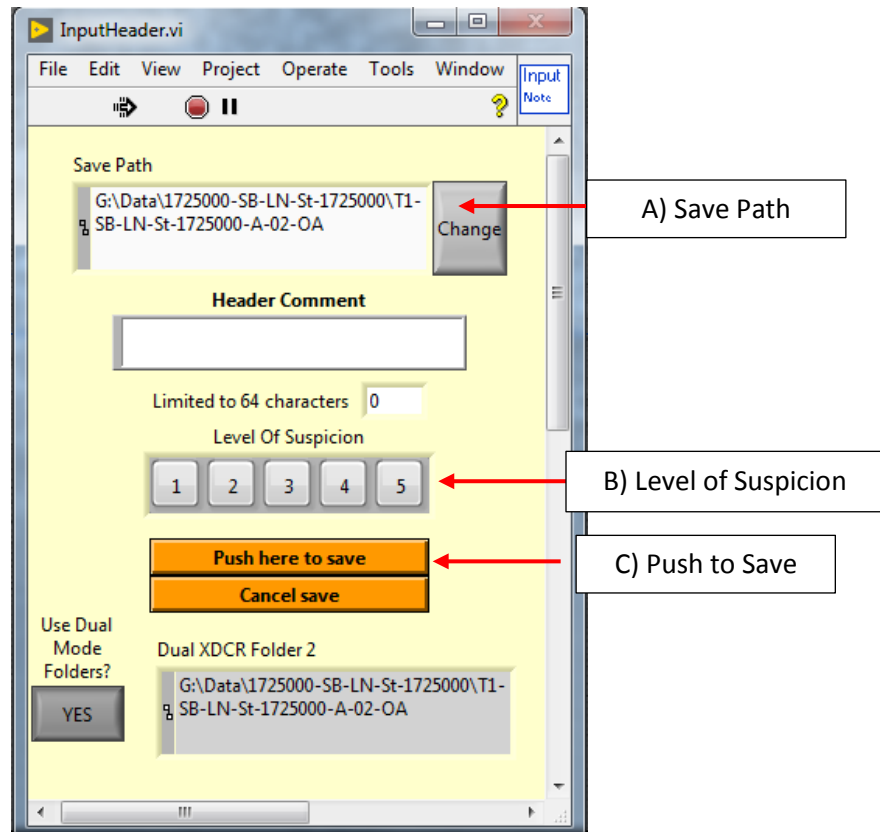 InputHeader.vi
File Edit View Project Operate Tools Window
Input
Note
Save Path
G:\Data\1725000-SB-LN-St-1725000\T1-
SB-LN-St-1725000-A-02-OA
Change
A) Save Path
Header Comment
Limited to 64 characters 0
Level Of Suspicion
1 2 3 4 5
B) Level of Suspicion
Push here to save
C) Push to Save
Cancel save
Use Dual
Mode
Folders?
YES
Dual XDCR Folder 2
G:\Data\1725000-SB-LN-St-1725000\T1-
SB-LN-St-1725000-A-02-OA